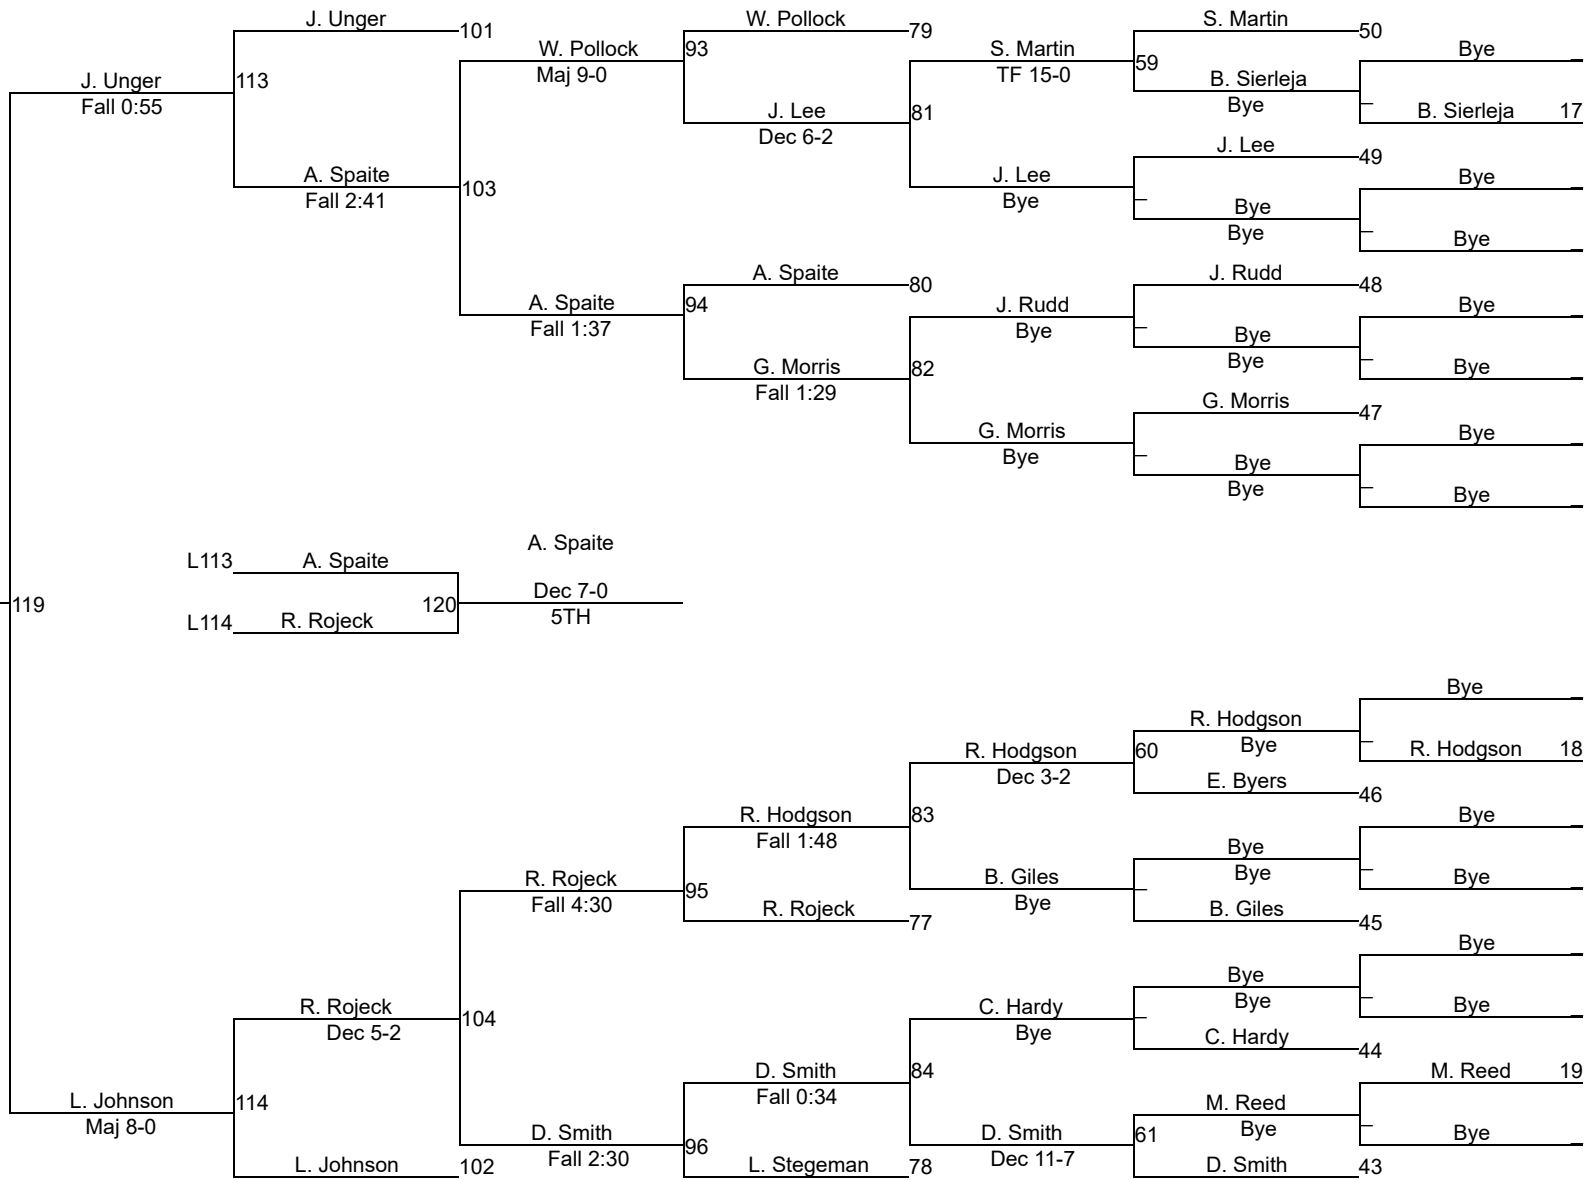 J. Unger
101
J. Unger
Fall 0:55
113
A. Spaite
Fall 2:41
103
W. Pollock
Maj 9-0
93
W. Pollock
79
J. Lee
Dec 6-2
81
S. Martin
TF 15-0
59
S. Martin
50
B. Sierleja
Bye
Bye
B. Sierleja 17
J. Lee
Bye
J. Lee
49
Bye
Bye
Bye
Bye
A. Spaite
Fall 1:37
94
A. Spaite
80
G. Morris
Fall 1:29
82
J. Rudd
Bye
J. Rudd
48
Bye
Bye
Bye
Bye
G. Morris
Bye
G. Morris
47
Bye
Bye
Bye
Bye
119
L113 A. Spaite
L114 R. Rojeck
120
A. Spaite
Dec 7-0
5TH
L. Johnson
Maj 8-0
114
R. Rojeck
Dec 5-2
104
L. Johnson
102
R. Rojeck
Fall 4:30
95
R. Hodgson
Fall 1:48
83
R. Rojeck
77
R. Hodgson
Dec 3-2
60
R. Hodgson
Bye
Bye
R. Hodgson 18
E. Byers
46
B. Giles
Bye
Bye
Bye
Bye
Bye
B. Giles
45
D. Smith
Fall 2:30
96
D. Smith
Fall 0:34
84
L. Stegeman
78
C. Hardy
Bye
Bye
Bye
Bye
Bye
C. Hardy
44
D. Smith
Dec 11-7
61
M. Reed
Bye
M. Reed 19
Bye
D. Smith
43